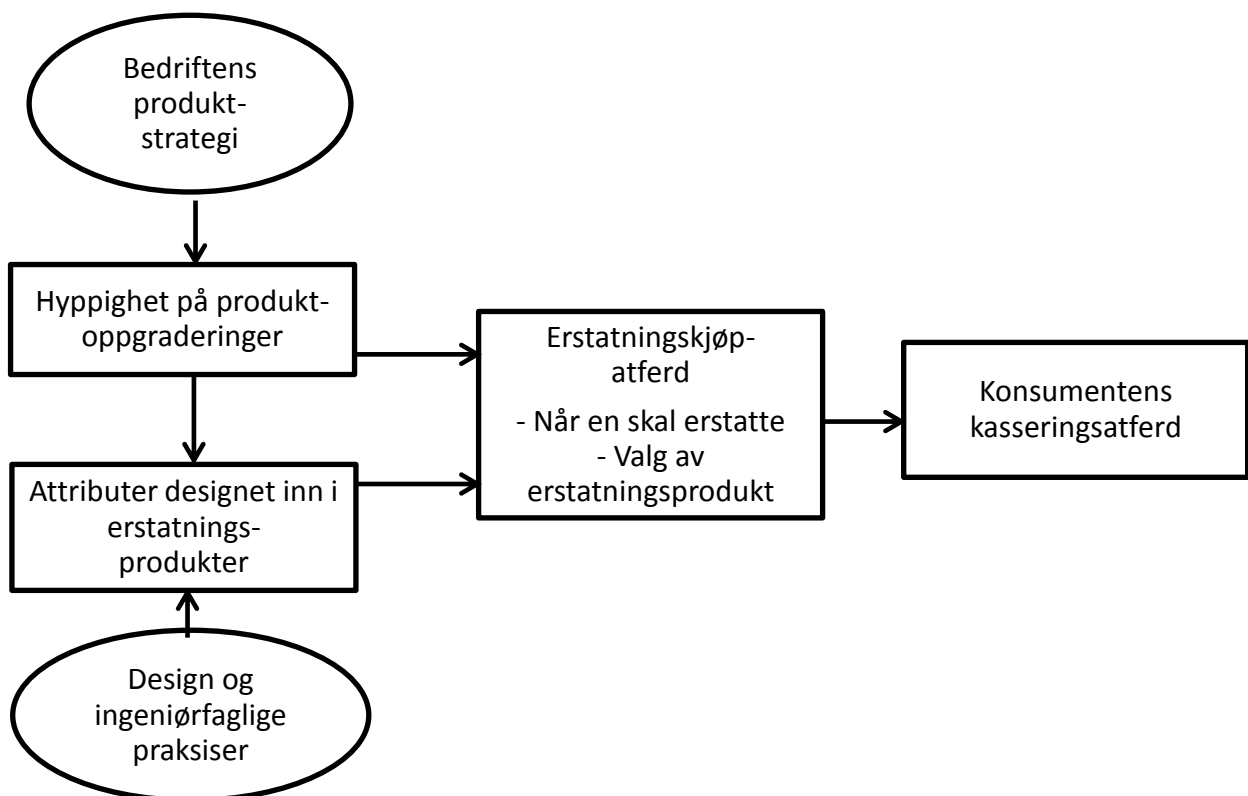 Bedriftens
produkt-
strategi
Hyppighet på produkt-
oppgraderinger
Attributer designet inn i
erstatnings-
produkter
Design og
ingeniørfaglige
praksiser
Erstatningskjøp-
atferd
- Når en skal erstatte
- Valg av
erstatningsprodukt
Konsumentens
kasseringsatferd